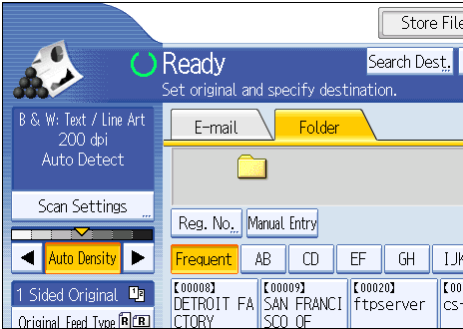 Store File
Ready
Search Dest.
Set original and specify destination.
B & W: Text / Line Art
200 dpi
Auto Detect
E-mail
Folder
Scan Settings
Reg. No.
Manual Entry
Auto Density
Frequent
AB
CD
EF
GH
IJK
1 Sided Original
Original Feed Type
【00008】
DETROIT FA
CTORY
【00009】
SAN FRANCI
SCO OF
【00020】
ftpserver
【00
cs-